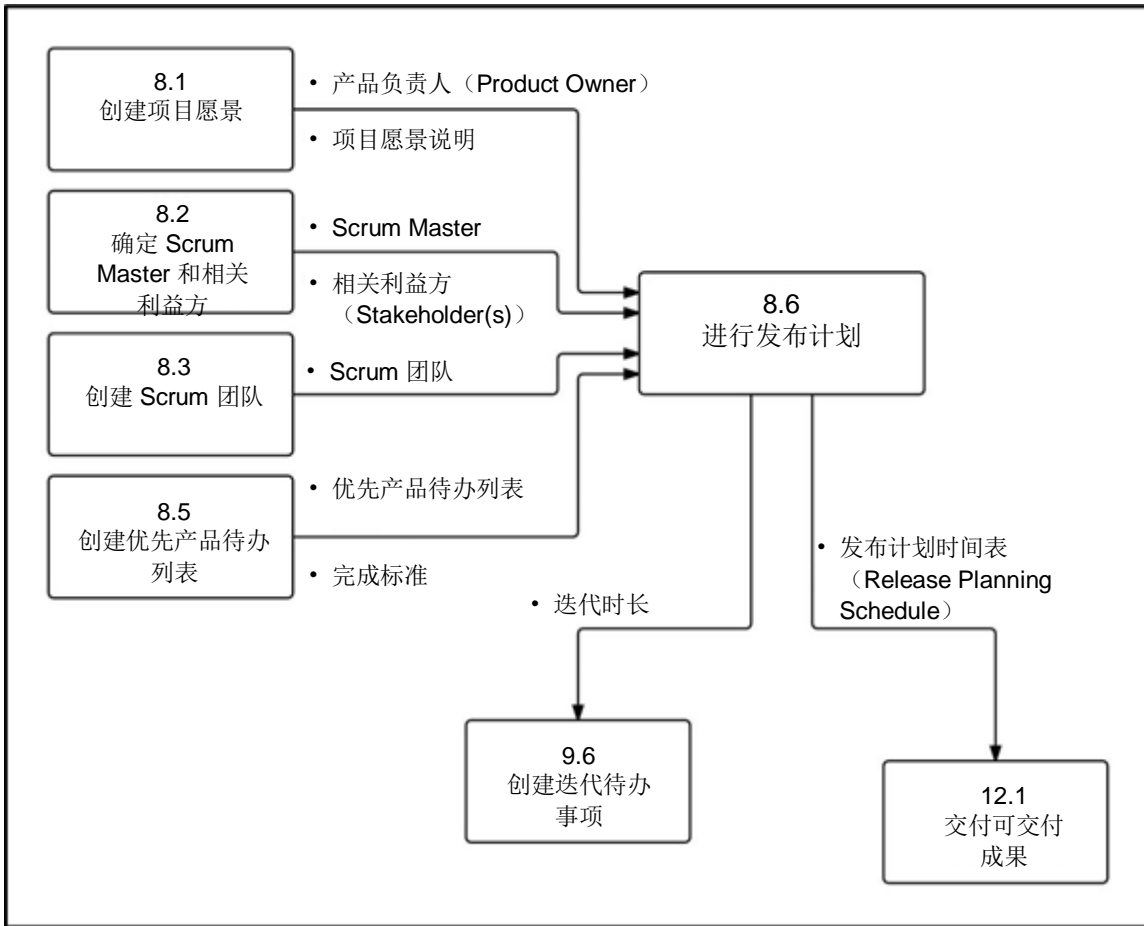 8.1
创建项目愿景
• 产品负责人（Product Owner）
• 项目愿景说明
8.2
确定 Scrum
Master 和相关
利益方
• Scrum Master
• 相关利益方
（Stakeholder(s)）
8.3
创建 Scrum 团队
• Scrum 团队
8.5
创建优先产品待办
列表
• 优先产品待办列表
• 完成标准
8.6
进行发布计划
• 迭代时长
• 发布计划时间表
（Release Planning
Schedule）
9.6
创建迭代待办
事项
12.1
交付可交付
成果